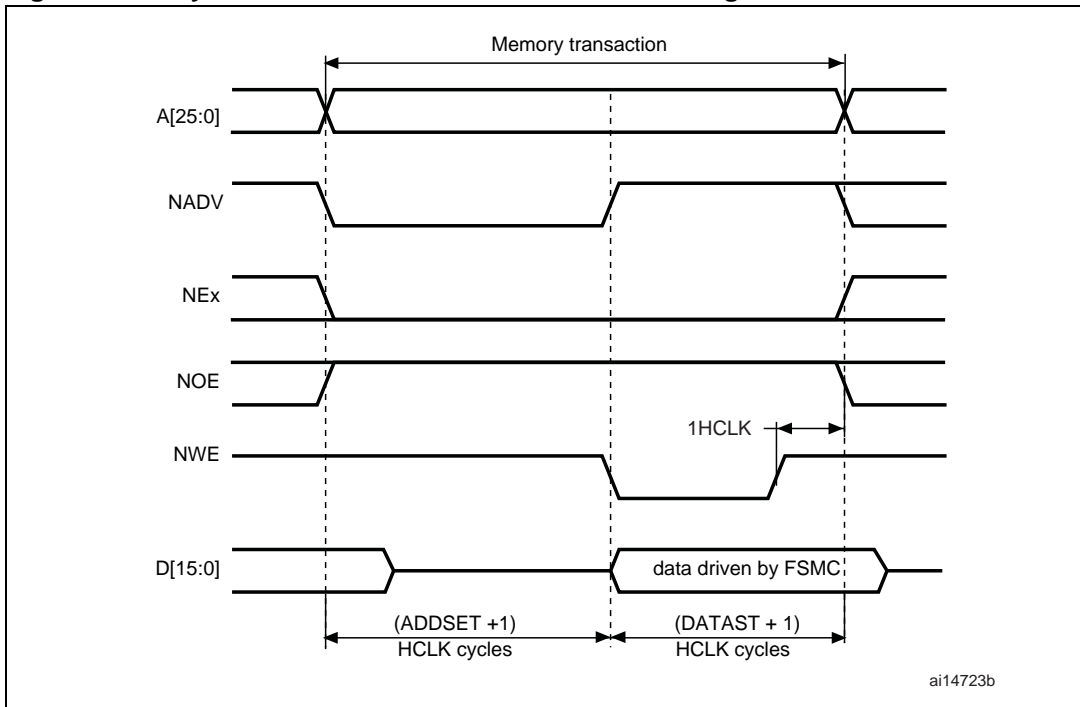 Memory transaction
A[25:0]
NADV
NEx
NOE
1HCLK
NWE
D[15:0]
data driven by FSMC
(ADDSET +1)
HCLK cycles
(DATAST + 1)
HCLK cycles
ai14723b